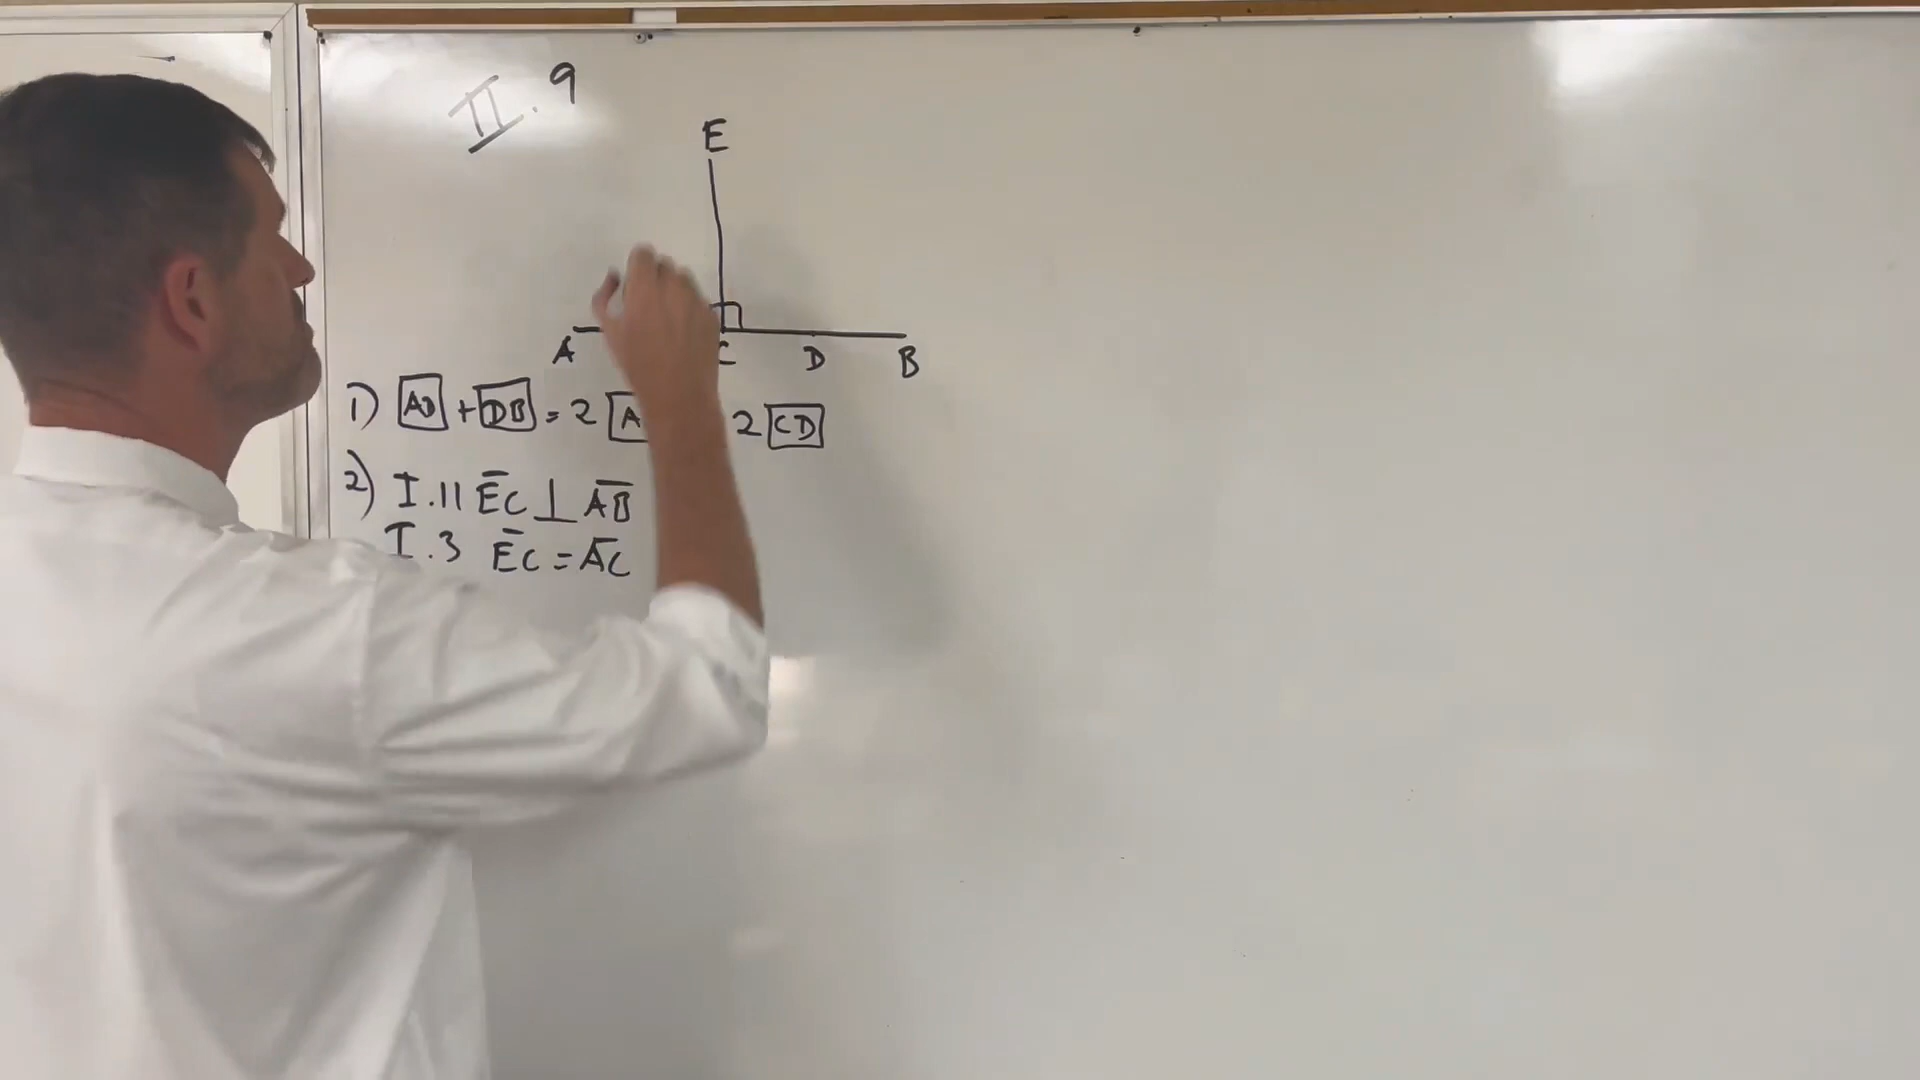 II.9
E
A C D B
1) AD + DB = 2 A 2 CD
2) I.11 EC ⊥ AB
I.3 EC = AC